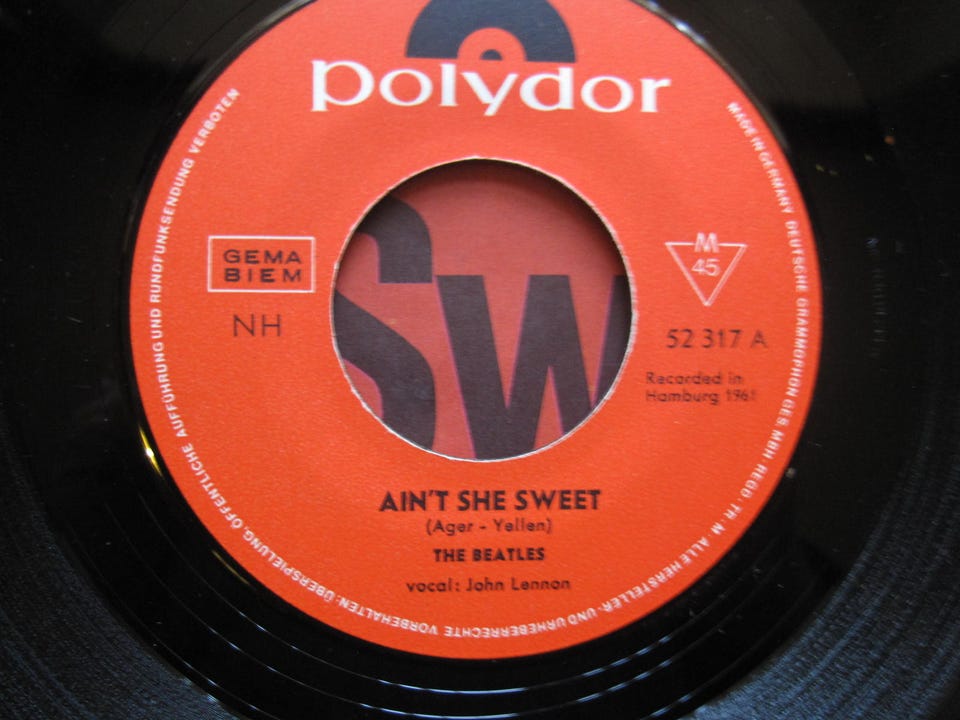 polydor
GEMA
BIEM
NH
M
45
52 317 A
Recorded in
Hamburg 1961
Sw
AIN'T SHE SWEET
(Ager - Yellen)
THE BEATLES
vocal: John Lennon
MADE IN GERMANY DEUTSCHE GRAMMOPHON GES. MBH REGD. TR. M. ALLE HERSTELLER- UND URHEBERRECHTE VORBEHALTEN: ÜBERSPIELUNG, ÖFFENTLICHE AUFFÜHRUNG UND RUNDFUNKSENDUNG VERBOTEN